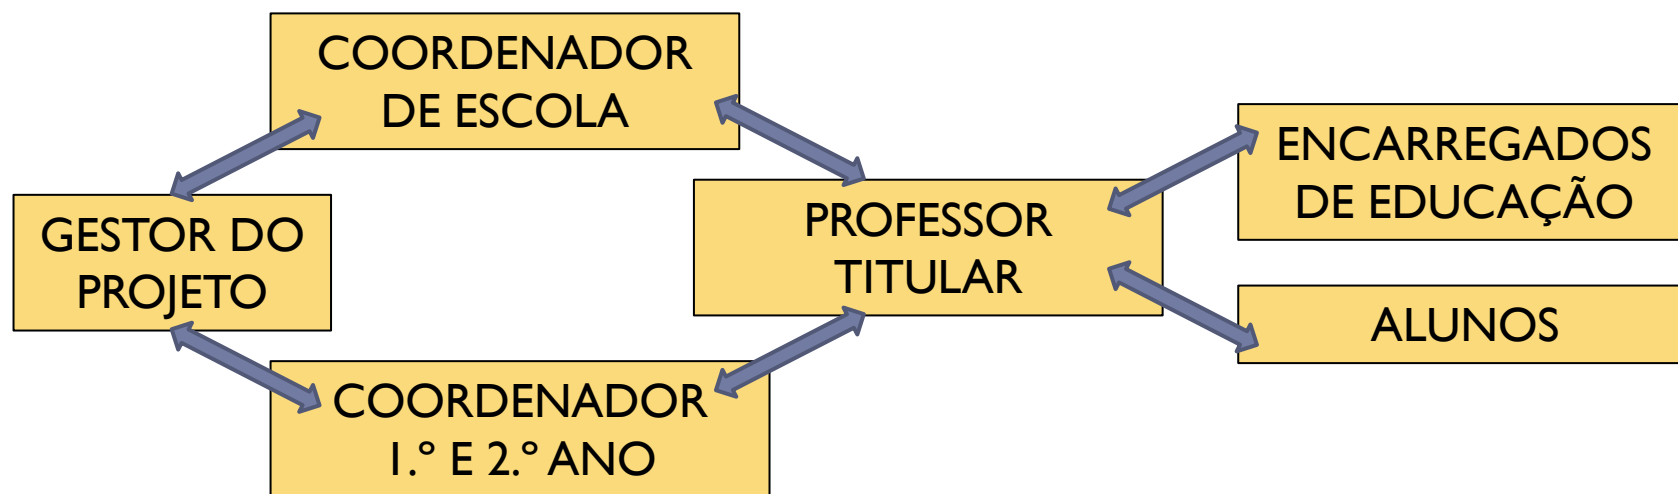 COORDENADOR
DE ESCOLA
GESTOR DO
PROJETO
COORDENADOR
1.º E 2.º ANO
PROFESSOR
TITULAR
ENCARREGADOS
DE EDUCAÇÃO
ALUNOS